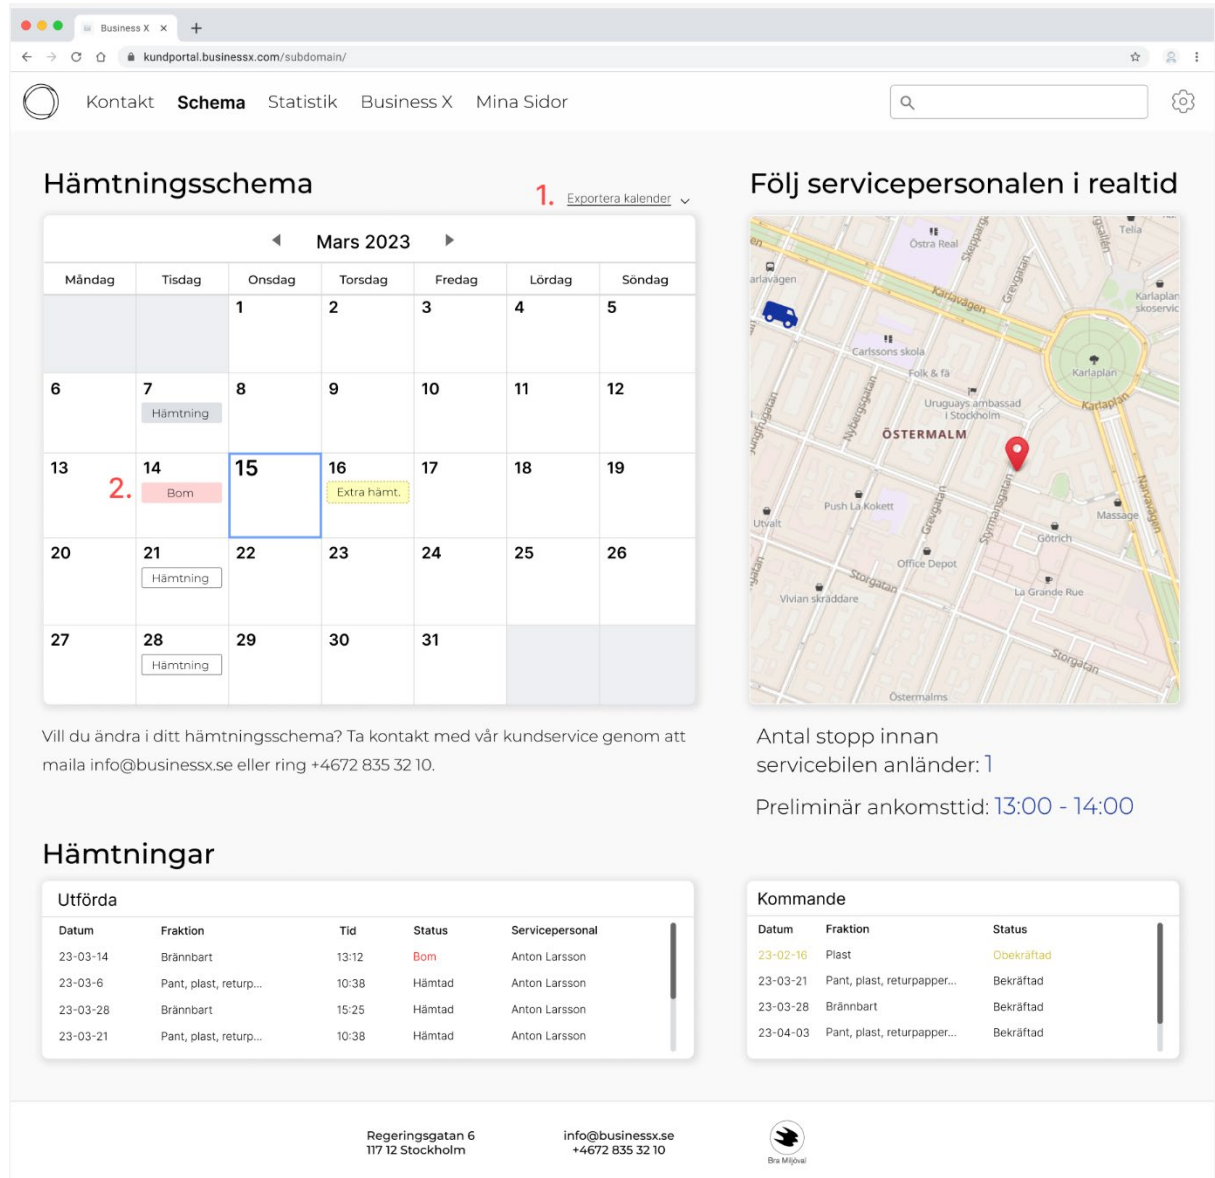 Business X
kundportal.businessx.com/subdomain/
Kontakt Schema Statistik Business X Mina Sidor
Hämtningsschema
1. Exportera kalender
Mars 2023
Måndag Tisdag Onsdag Torsdag Fredag Lördag Söndag
1 2 3 4 5
6 7 8 9 10 11 12
Hämtning
13 14 15 16 17 18 19
2. Bom Extra hämt.
20 21 22 23 24 25 26
Hämtning
27 28 29 30 31
Hämtning
Vill du ändra i ditt hämtningsschema? Ta kontakt med vår kundservice genom att
maila info@businessx.se eller ring +4672 835 32 10.
Följ servicepersonalen i realtid
Östra Real
Skeppargatan
Telia
arlavägen
Karlavägen
Grevgatan
Karlaplan
skoservic
Carlssons skola
Folk & fä
Karlaplan
Nybergsgatan
Uruguays ambassad
i Stockholm
Karlaplan
ÖSTERMALM
Push La Kokett
Grevgatan
Styrmansgatan
Narvavägen
Utvalt
Massage
Götrich
Office Depot
Storgatan
Vivian skräddare
La Grande Rue
Storgatan
Östermalms
Antal stopp innan
servicebilen anländer: 1
Preliminär ankomsttid: 13:00 - 14:00
Hämtningar
Utförda
Datum Fraktion Tid Status Servicepersonal
23-03-14 Brännbart 13:12 Bom Anton Larsson
23-03-6 Pant, plast, returp... 10:38 Hämtad Anton Larsson
23-03-28 Brännbart 15:25 Hämtad Anton Larsson
23-03-21 Pant, plast, returp... 10:38 Hämtad Anton Larsson
Kommande
Datum Fraktion Status
23-02-16 Plast Obekräftad
23-03-21 Pant, plast, returpapper... Bekräftad
23-03-28 Brännbart Bekräftad
23-04-03 Pant, plast, returpapper... Bekräftad
Regeringsgatan 6
117 12 Stockholm
info@businessx.se
+4672 835 32 10
Bra Miljöval